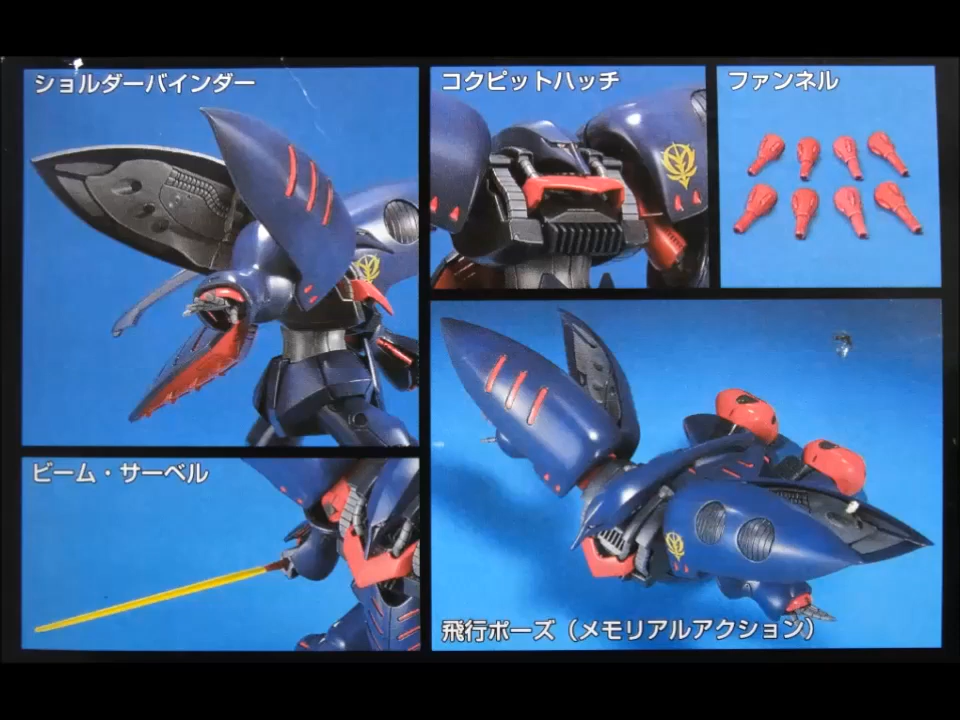 ショルダーバインダー
コクピットハッチ
ファンネル
ビーム・サーベル
飛行ポーズ（メモリアルアクション）